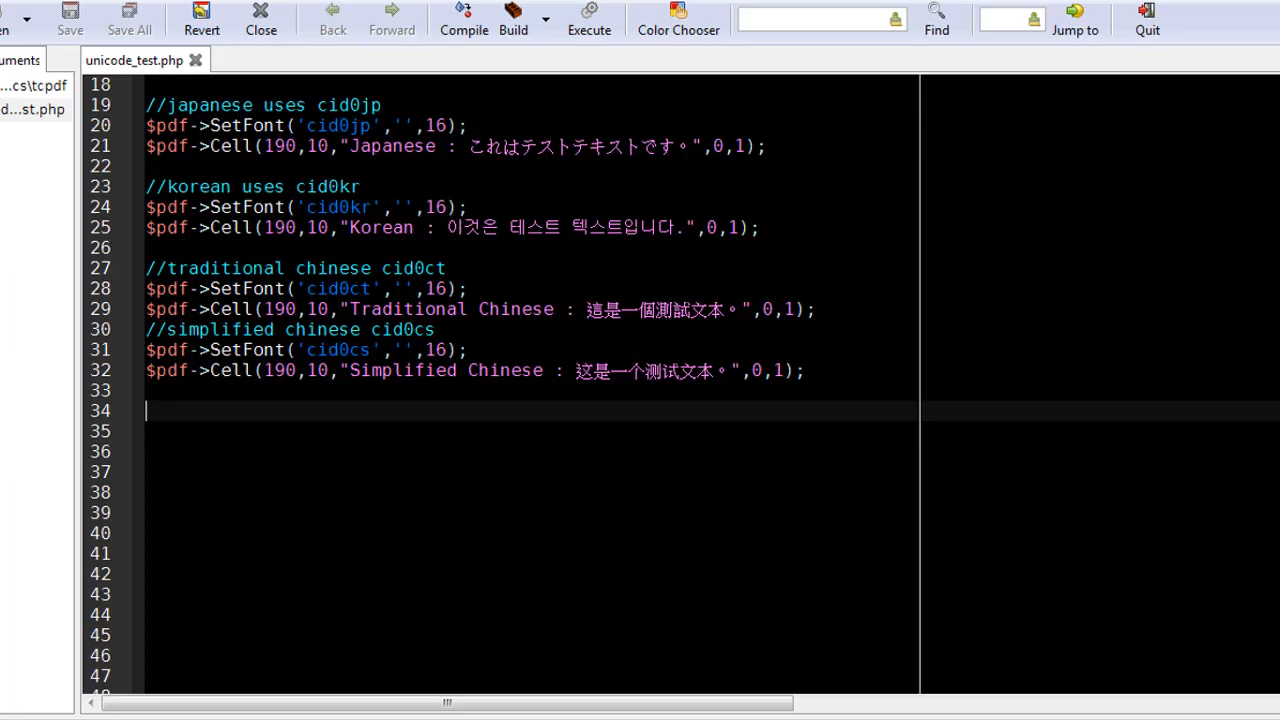 en
Save
Save All
Revert
Close
Back
Forward
Compile
Build
Execute
Color Chooser
Find
Jump to
Quit
uments
unicode_test.php
...cs\tcpdf
d...st.php
18
19 //japanese uses cid0jp
20 $pdf->SetFont('cid0jp','',16);
21 $pdf->Cell(190,10,"Japanese : これはテストテキストです。",0,1);
22
23 //korean uses cid0kr
24 $pdf->SetFont('cid0kr','',16);
25 $pdf->Cell(190,10,"Korean : 이것은 테스트 텍스트입니다.",0,1);
26
27 //traditional chinese cid0ct
28 $pdf->SetFont('cid0ct','',16);
29 $pdf->Cell(190,10,"Traditional Chinese : 這是一個測試文本。",0,1);
30 //simplified chinese cid0cs
31 $pdf->SetFont('cid0cs','',16);
32 $pdf->Cell(190,10,"Simplified Chinese : 这是一个测试文本。",0,1);
33
34
35
36
37
38
39
40
41
42
43
44
45
46
47
48